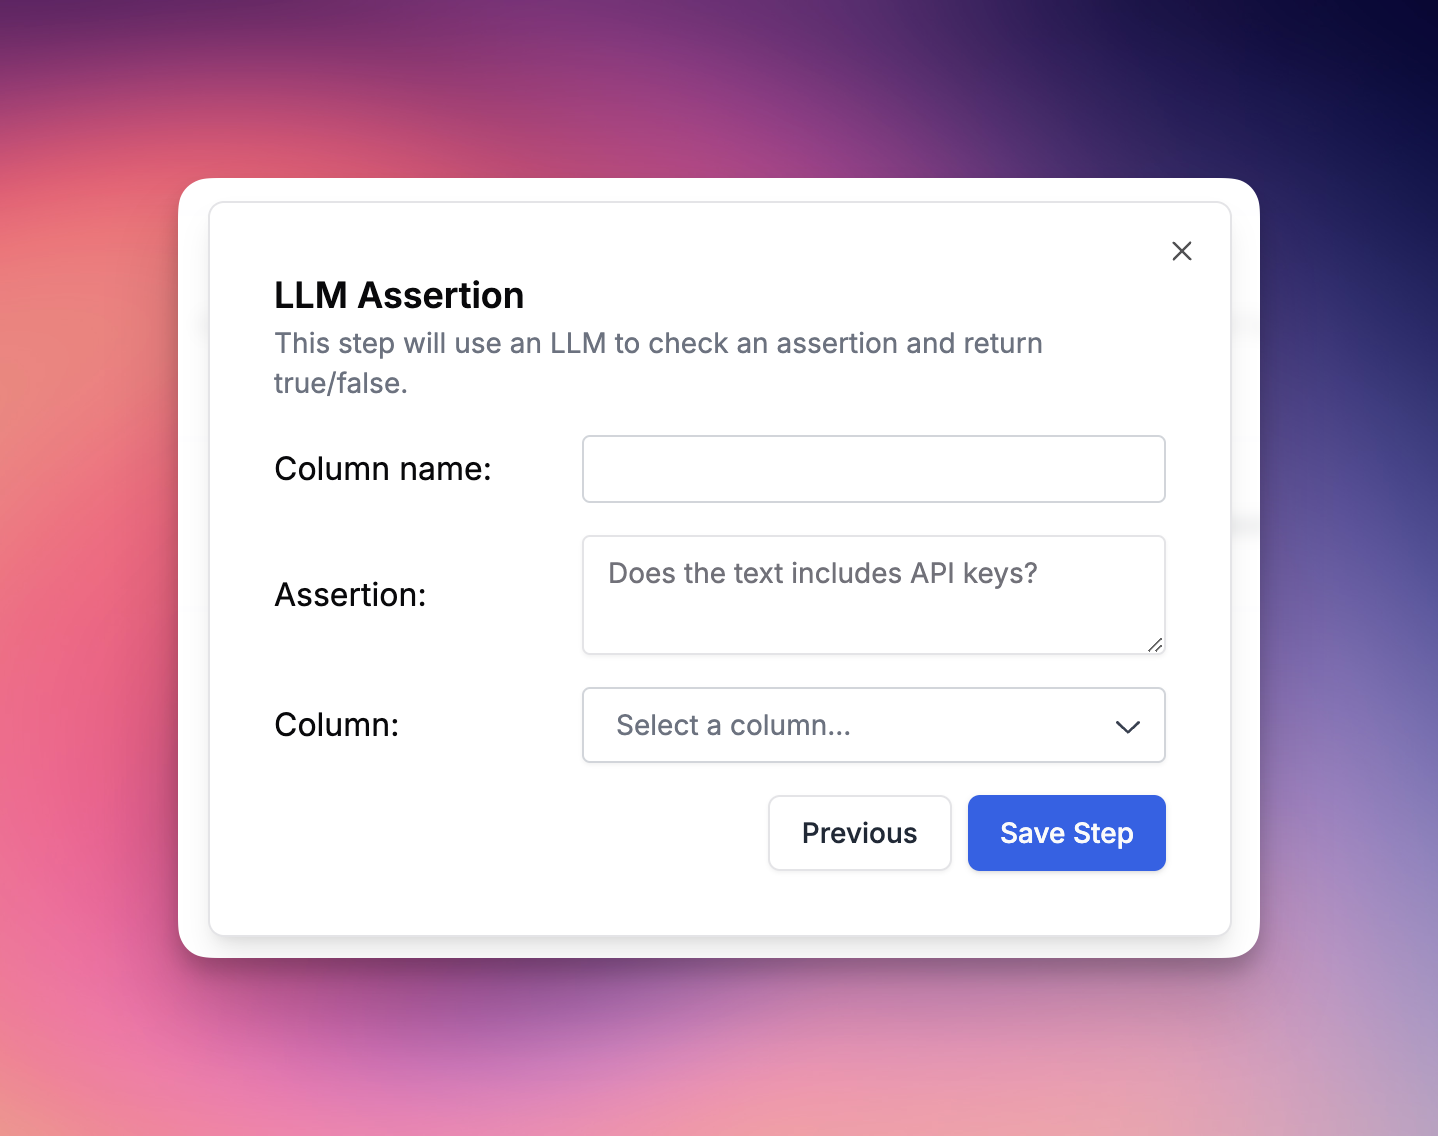 LLM Assertion
This step will use an LLM to check an assertion and return
true/false.
Column name:
Assertion:
Does the text includes API keys?
Column:
Select a column...
Previous
Save Step